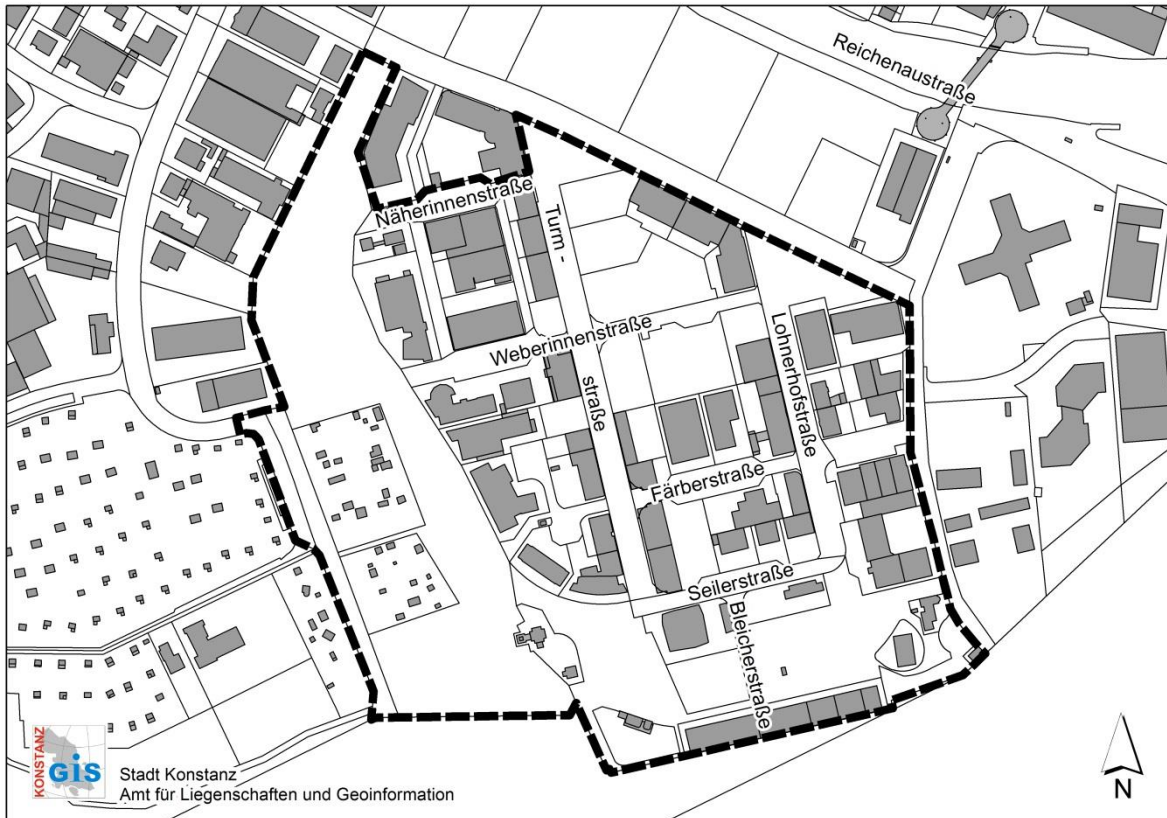 Reichenaustraße
Näherinnenstraße
Turm -
straße
Weberinnenstraße
Lohnerhofstraße
Färberstraße
Seilerstraße
Bleicherstraße
KONSTANZ
GiS
Stadt Konstanz
Amt für Liegenschaften und Geoinformation
N